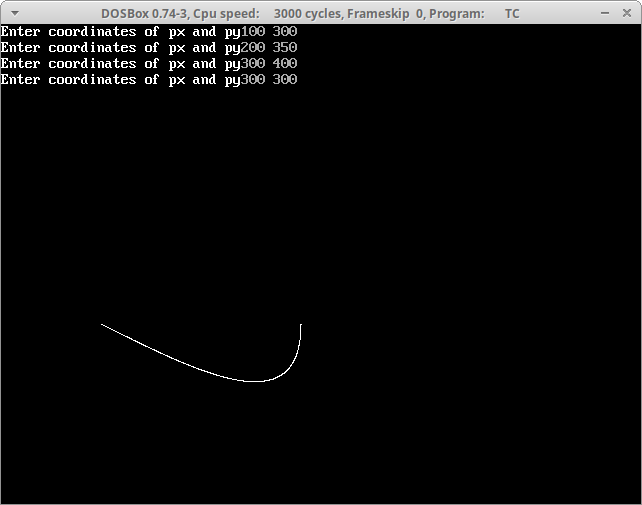 DOSBox 0.74-3, Cpu speed:    3000 cycles, Frameskip  0, Program:      TC
Enter coordinates of px and py100 300
Enter coordinates of px and py200 350
Enter coordinates of px and py300 400
Enter coordinates of px and py300 300